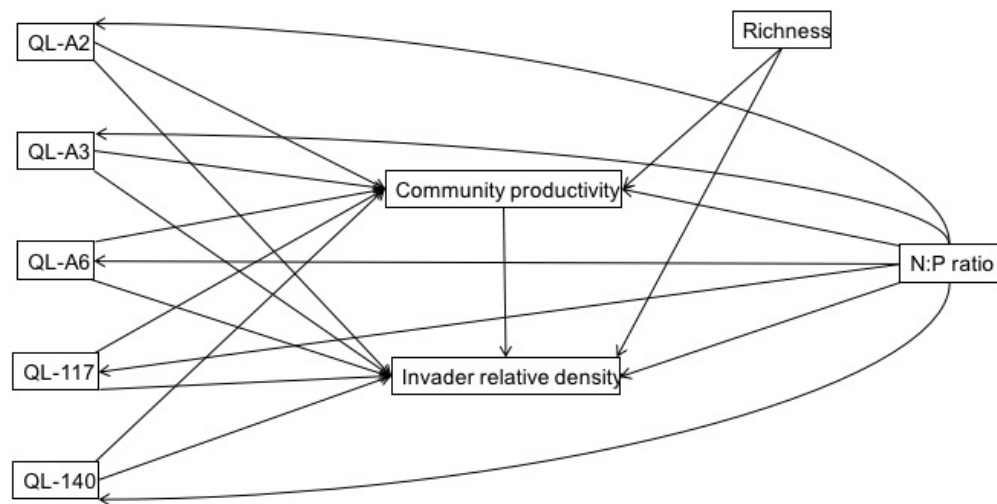 QL-A2
Richness
QL-A3
Community productivity
QL-A6
N:P ratio
QL-117
Invader relative density
QL-140